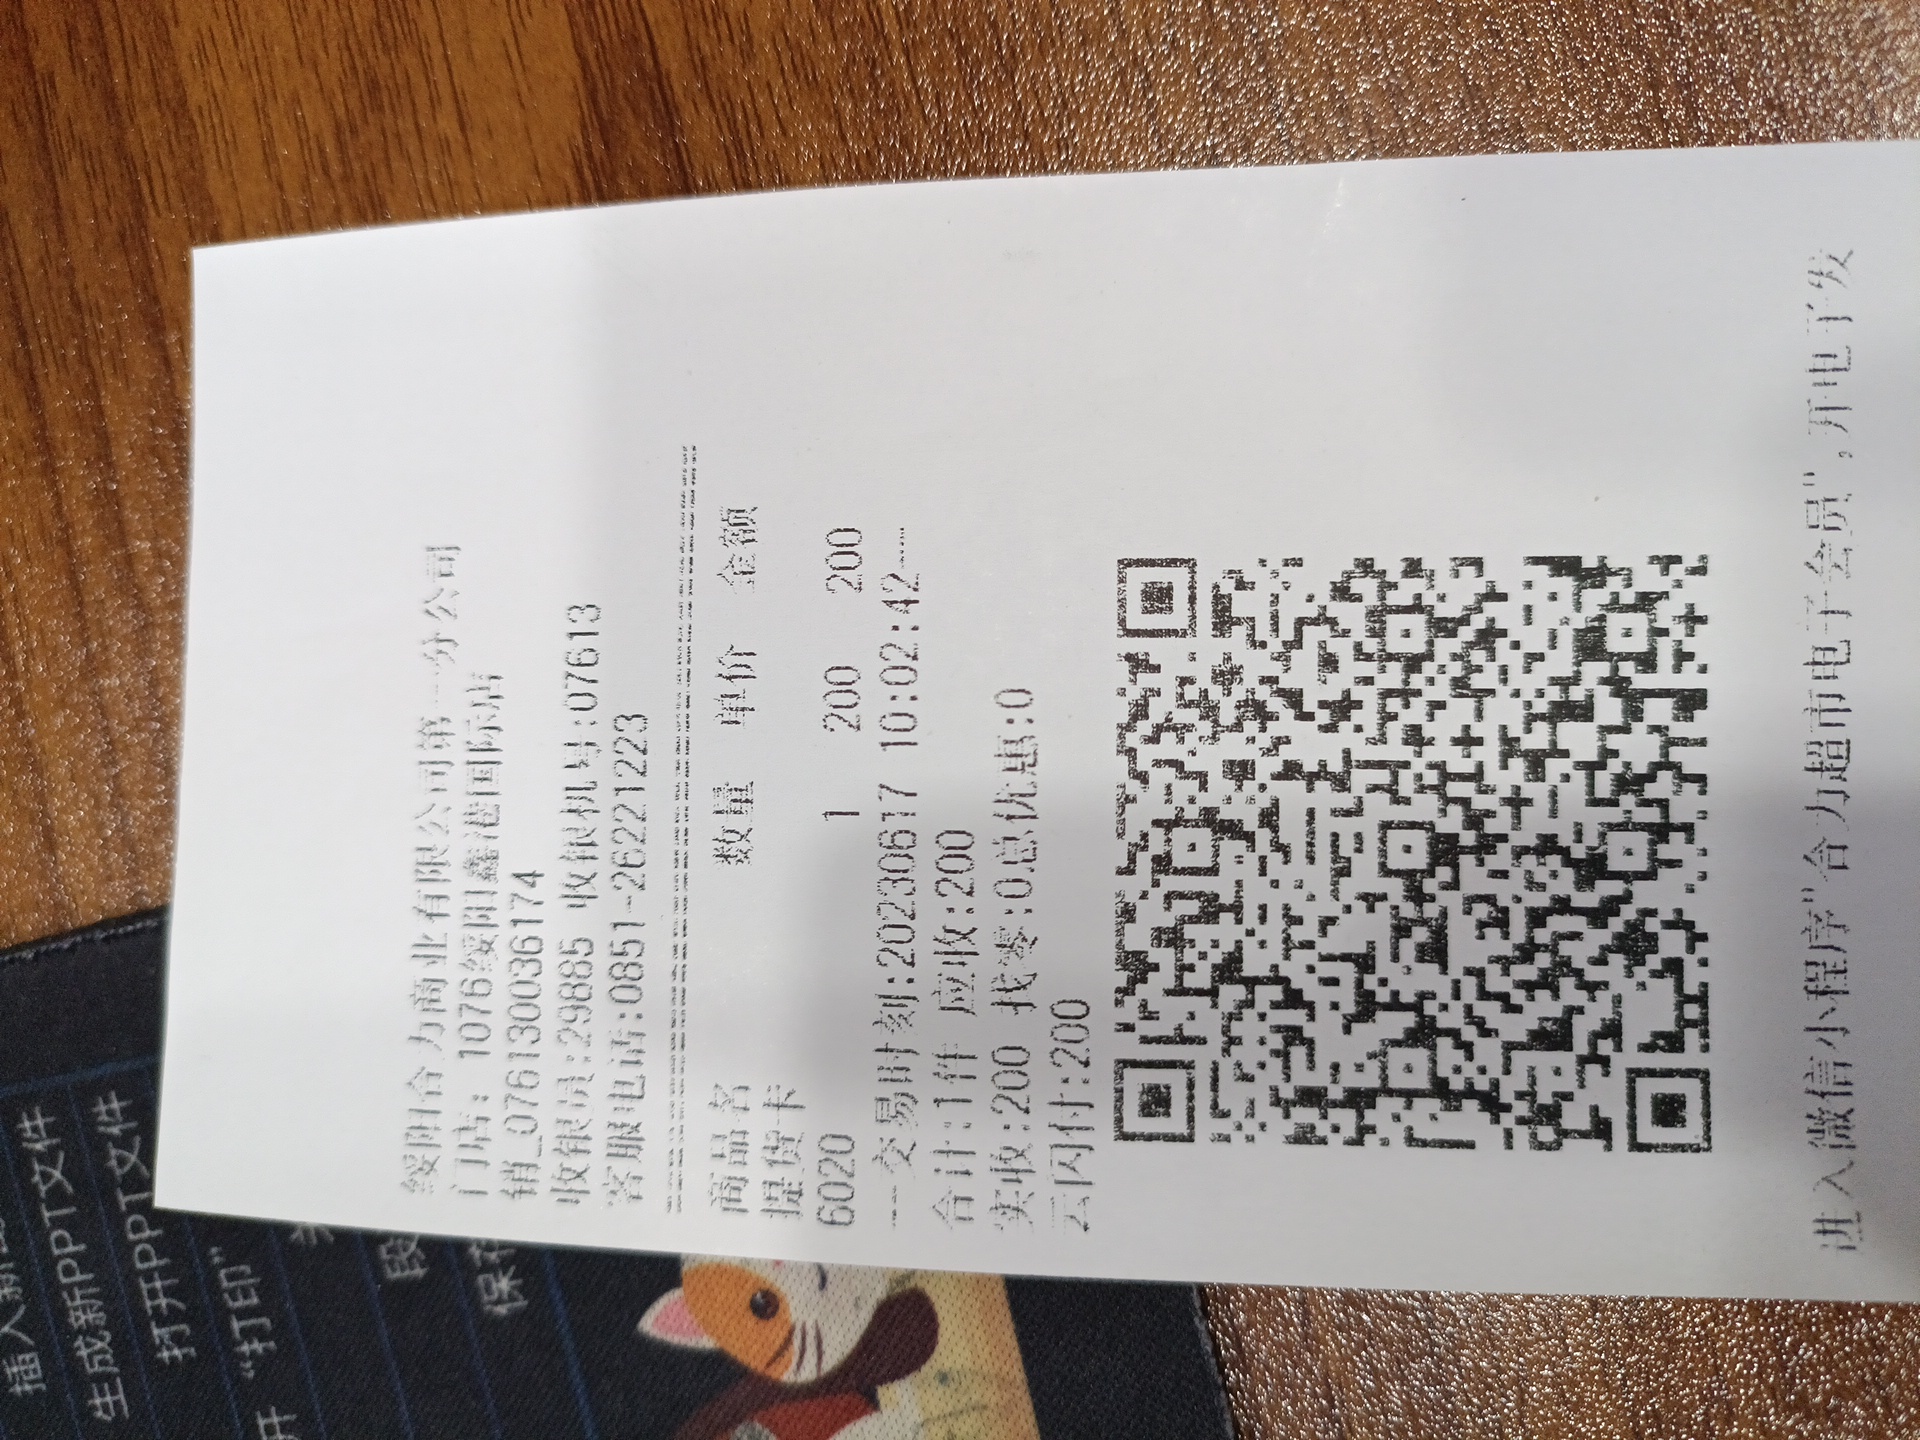 绥阳合力商业有限公司第一分公司
门店: 1076绥阳鑫港国际店
销_0761300036174
收银员:29885 收银机号:07613
客服电话:0851-26221223
商品名 数量 单价 金额
提货卡
6020 1 200 200
--交易时刻:20230617 10:02:42----
合计:1件 应收:200
实收:200 找零:0总优惠:0
云闪付:200
进入微信小程序"合力超市电子会员",开电子发
插入新
生成新PPT文件
打开PPT文件
“打印”
开
段
保存